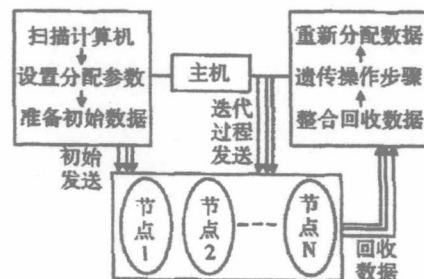 扫描计算机
设置分配参数
准备初始数据
主机
重新分配数据
遗传操作步骤
整合回收数据
初始
发送
迭代
过程
发送
节点1
节点2
节点N
回收
数据